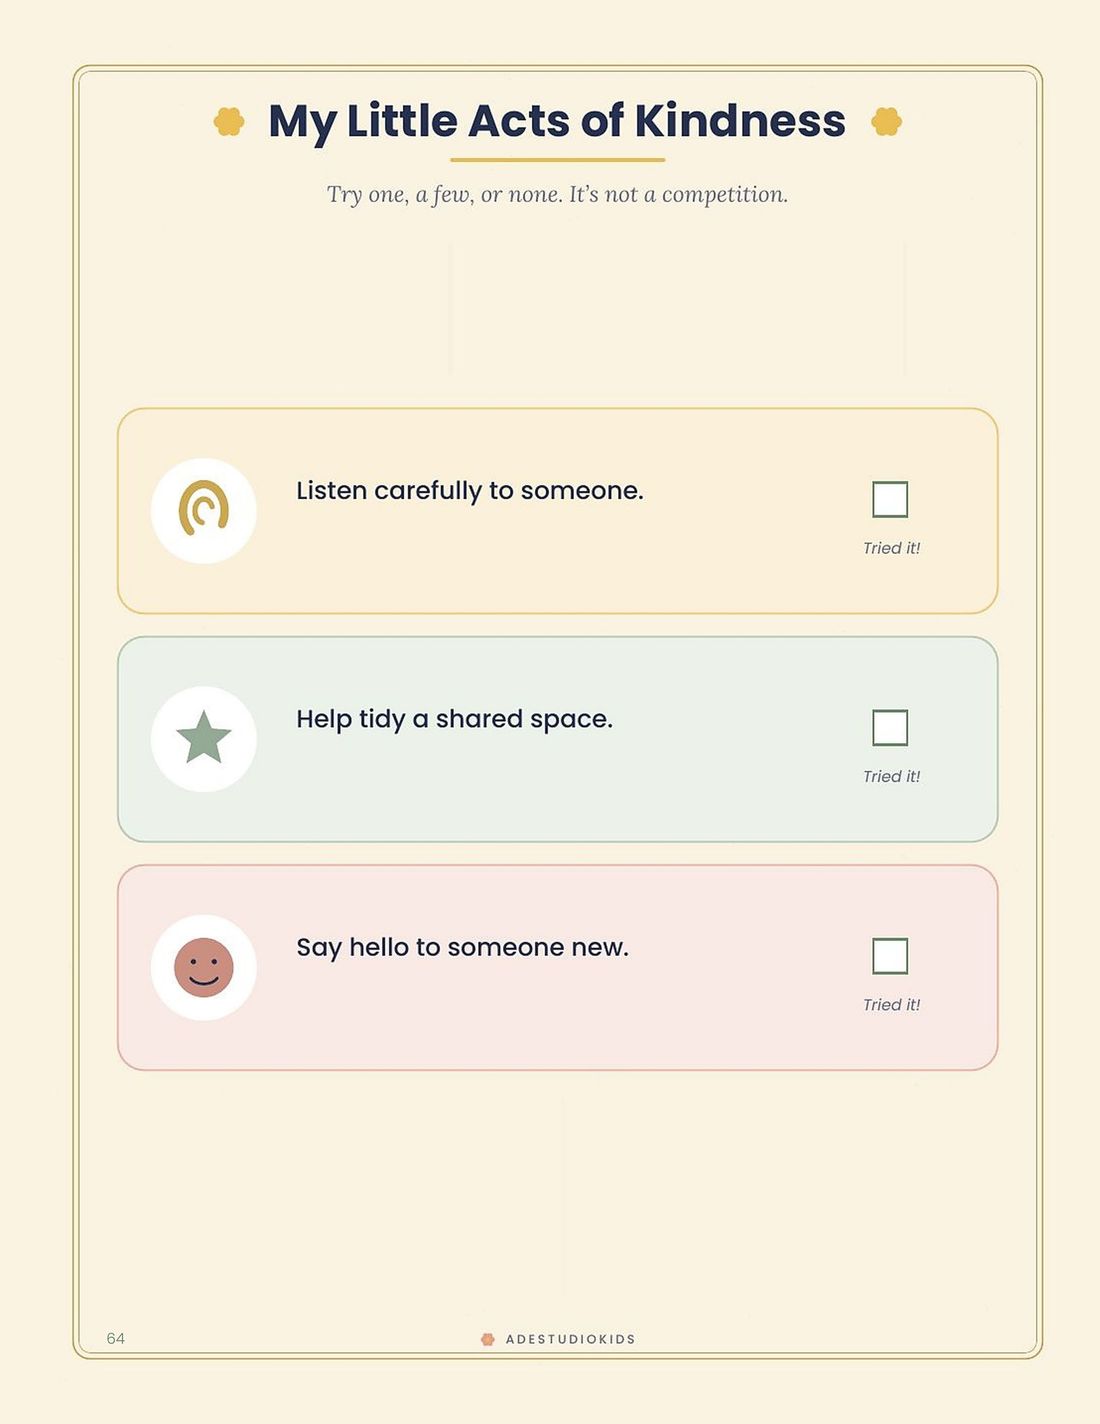 My Little Acts of Kindness
Try one, a few, or none. It’s not a competition.
Listen carefully to someone.
Tried it!
Help tidy a shared space.
Tried it!
Say hello to someone new.
Tried it!
64
ADESTUDIOKIDS